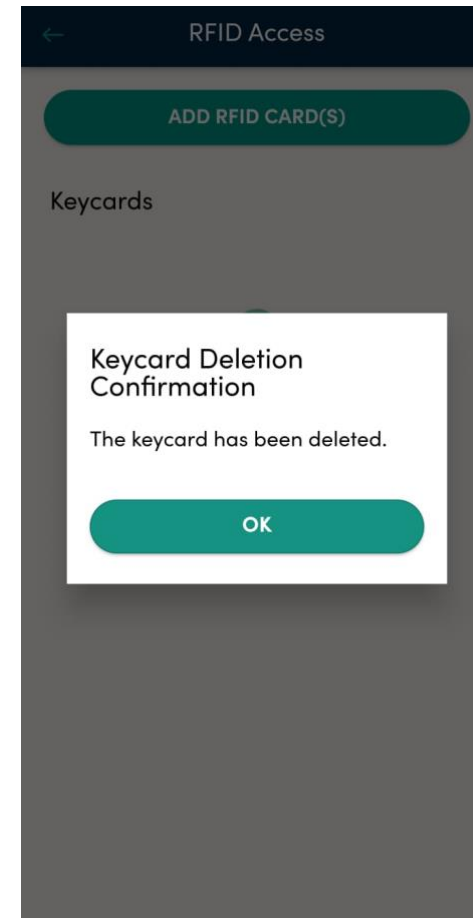 RFID Access
ADD RFID CARD(S)
Keycards
Keycard Deletion
Confirmation
The keycard has been deleted.
OK